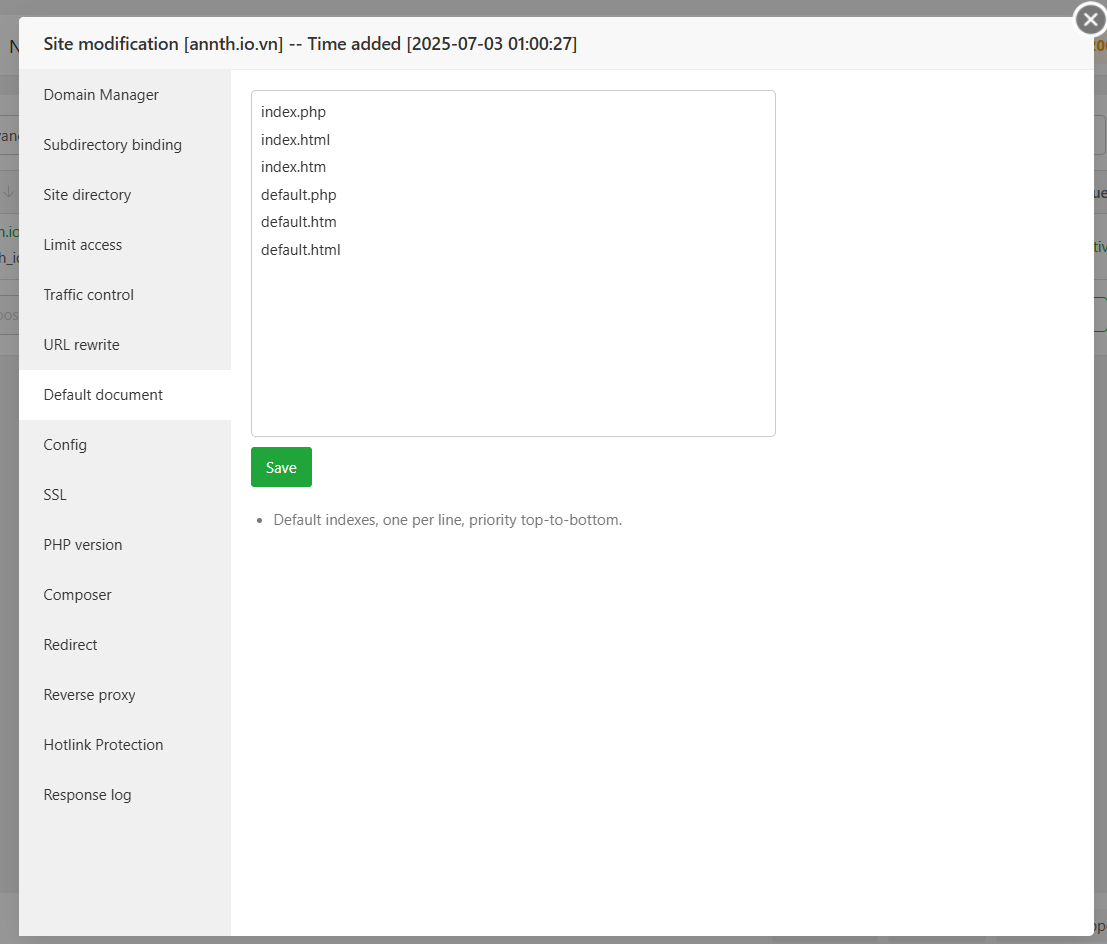 Site modification [annth.io.vn] -- Time added [2025-07-03 01:00:27]
Domain Manager
Subdirectory binding
Site directory
Limit access
Traffic control
URL rewrite
Default document
Config
SSL
PHP version
Composer
Redirect
Reverse proxy
Hotlink Protection
Response log
index.php
index.html
index.htm
default.php
default.htm
default.html
Save
Default indexes, one per line, priority top-to-bottom.